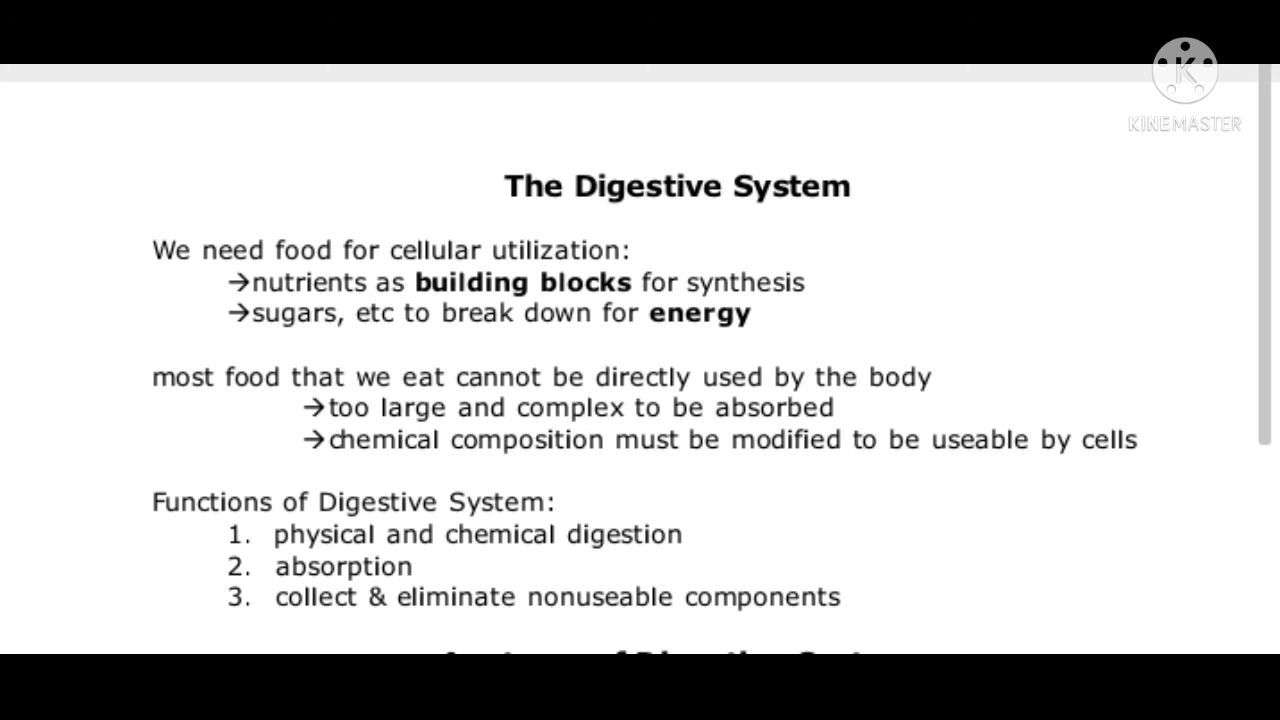 KINEMASTER
The Digestive System
We need food for cellular utilization:
→nutrients as building blocks for synthesis
→sugars, etc to break down for energy
most food that we eat cannot be directly used by the body
→too large and complex to be absorbed
→chemical composition must be modified to be useable by cells
Functions of Digestive System:
1. physical and chemical digestion
2. absorption
3. collect & eliminate nonuseable components